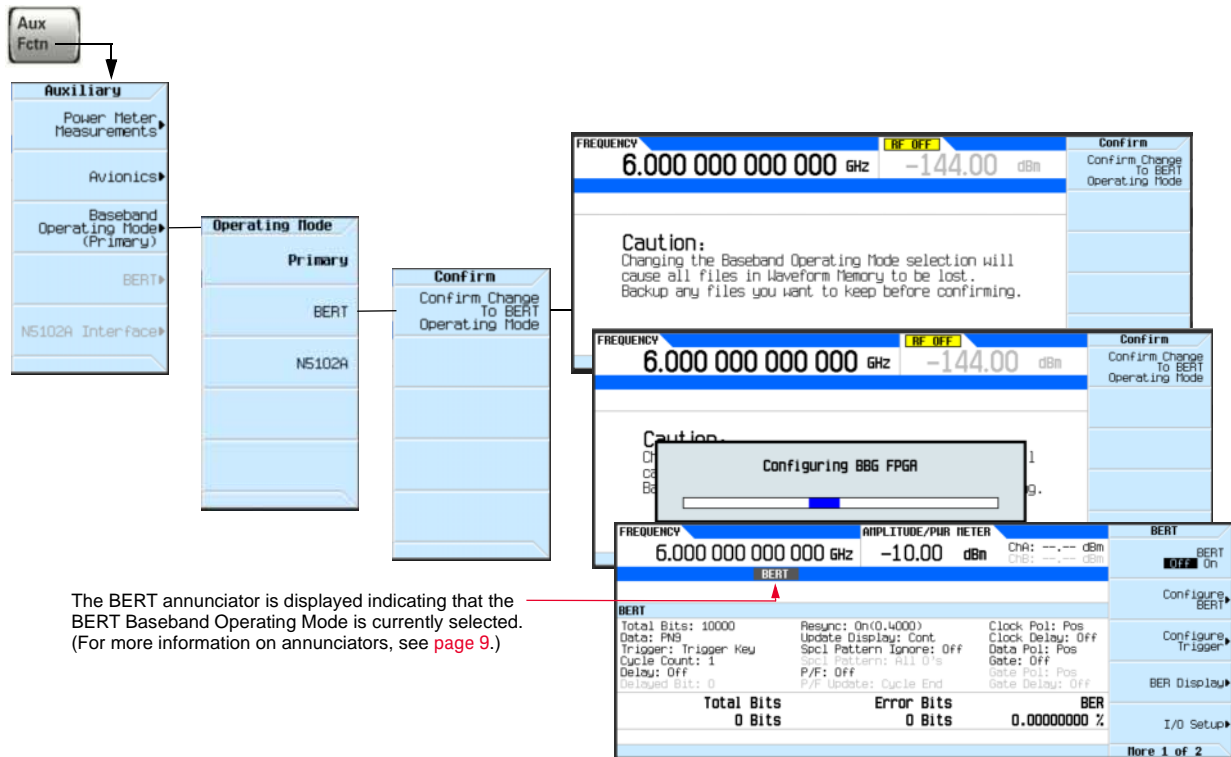 Aux
Fctn
Auxiliary
Power Meter
Measurements
Avionics
Baseband
Operating Mode
(Primary)
BERT
N5102A Interface
Operating Mode
Primary
BERT
N5102A
Confirm
Confirm Change
To BERT
Operating Mode
FREQUENCY
6.000 000 000 000 GHz
RF OFF
-144.00 dBm
Confirm
Confirm Change
To BERT
Operating Mode
Caution:
Changing the Baseband Operating Mode selection will
cause all files in Waveform Memory to be lost.
Backup any files you want to keep before confirming.
FREQUENCY
6.000 000 000 000 GHz
RF OFF
-144.00 dBm
Confirm
Confirm Change
To BERT
Operating Mode
Caution:
Configuring BBG FPGA
FREQUENCY
6.000 000 000 000 GHz
AMPLITUDE/PWR METER
-10.00 dBm
ChA: --.-- dBm
ChB: --.-- dBm
BERT
BERT
Total Bits: 10000
Data: PN9
Trigger: Trigger Key
Cycle Count: 1
Delay: Off
Delayed Bit: 0
Resync: On(0.4000)
Update Display: Cont
Spcl Pattern Ignore: Off
Spcl Pattern: All 0's
P/F: Off
P/F Update: Cycle End
Clock Pol: Pos
Clock Delay: Off
Data Pol: Pos
Gate: Off
Gate Pol: Pos
Gate Delay: Off
Total Bits
0 Bits
Error Bits
0 Bits
BER
0.00000000 %
BERT
BERT
Off On
Configure
BERT
Configure
Trigger
BER Display
I/O Setup
More 1 of 2
The BERT annunciator is displayed indicating that the
BERT Baseband Operating Mode is currently selected.
(For more information on annunciators, see page 9.)